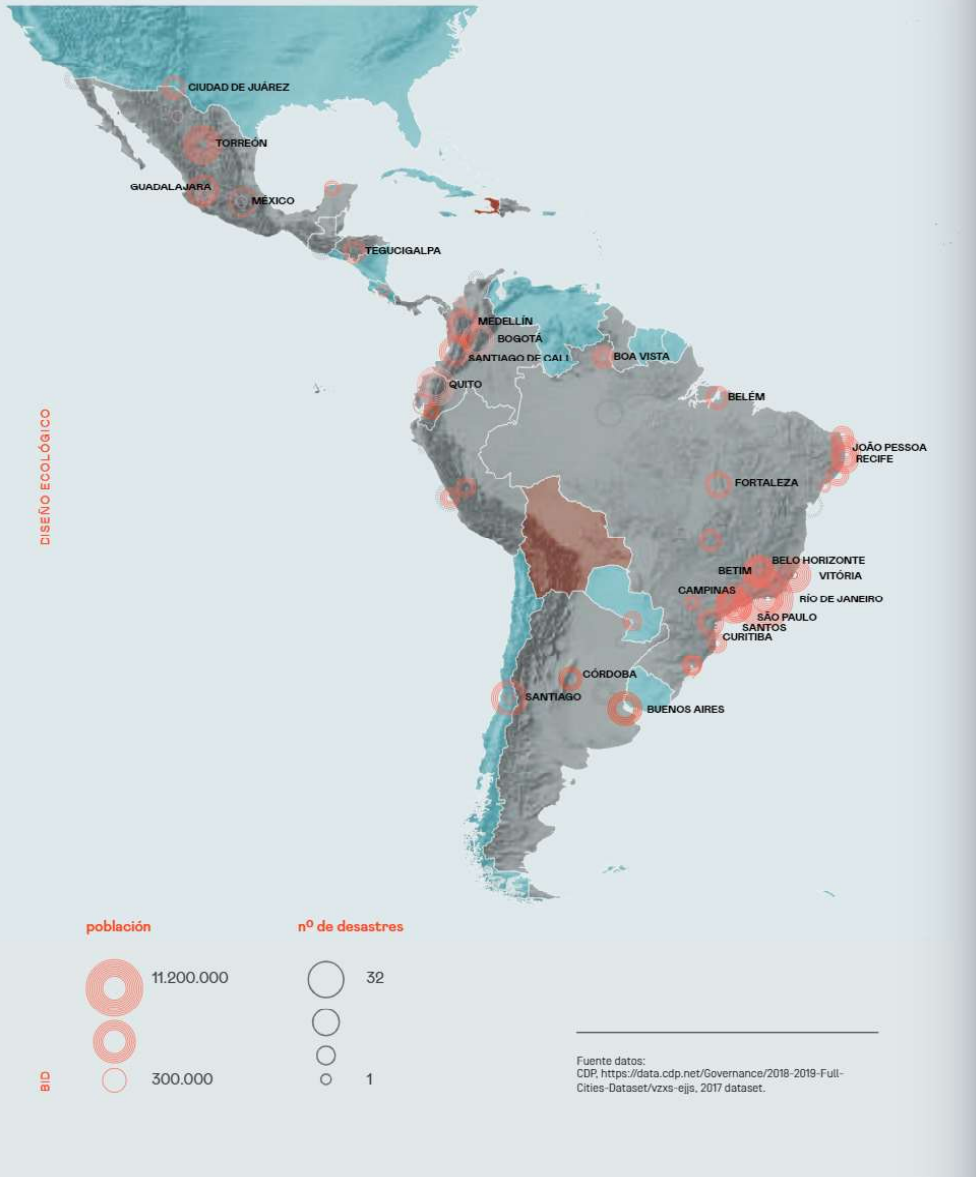 CIUDAD DE JUÁREZ
TORREÓN
GUADALAJARA
MÉXICO
TEGUCIGALPA
MEDELLÍN
BOGOTÁ
SANTIAGO DE CALI
BOA VISTA
QUITO
BELÉM
JOÃO PESSOA
RECIFE
FORTALEZA
BELO HORIZONTE
BETIM
VITÓRIA
CAMPINAS
RÍO DE JANEIRO
SÃO PAULO
SANTOS
CURITIBA
CÓRDOBA
SANTIAGO
BUENOS AIRES
DISEÑO ECOLÓGICO
población
11.200.000
300.000
nº de desastres
32
1
BID
Fuente datos:
CDP, https://data.cdp.net/Governance/2018-2019-Full-
Cities-Dataset/vzxs-ejjs, 2017 dataset.